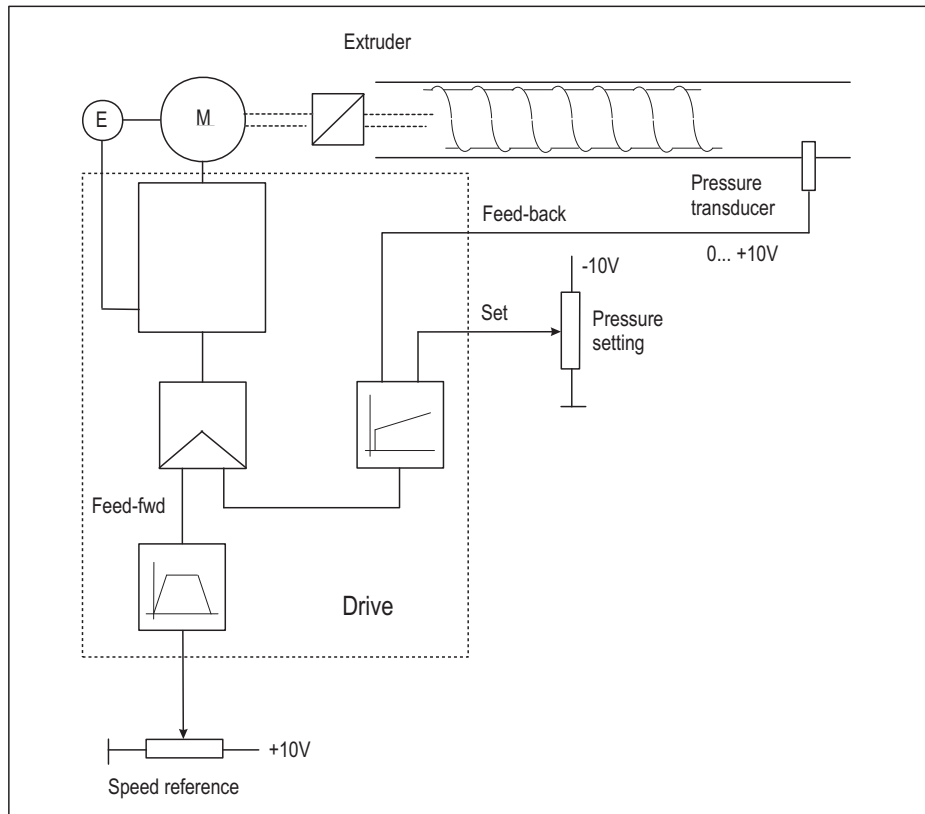 Extruder
E
M
Pressure
transducer
Feed-back
0... +10V
-10V
Set
Pressure
setting
Feed-fwd
Drive
+10V
Speed reference